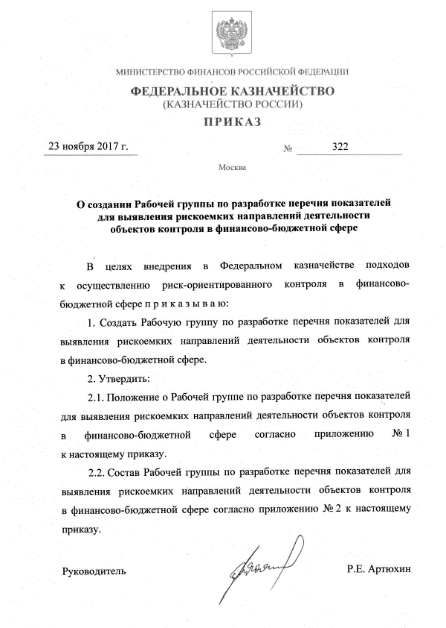 МИНИСТЕРСТВО ФИНАНСОВ РОССИЙСКОЙ ФЕДЕРАЦИИ
ФЕДЕРАЛЬНОЕ КАЗНАЧЕЙСТВО
(КАЗНАЧЕЙСТВО РОССИИ)
ПРИКАЗ
23 ноября 2017 г. № 322
Москва
О создании Рабочей группы по разработке перечня показателей
для выявления рискоемких направлений деятельности
объектов контроля в финансово-бюджетной сфере
В целях внедрения в Федеральном казначействе подходов
к осуществлению риск-ориентированного контроля в финансово-
бюджетной сфере п р и к а з ы в а ю:
1. Создать Рабочую группу по разработке перечня показателей для
выявления рискоемких направлений деятельности объектов контроля
в финансово-бюджетной сфере.
2. Утвердить:
2.1. Положение о Рабочей группе по разработке перечня показателей
для выявления рискоемких направлений деятельности объектов контроля
в финансово-бюджетной сфере согласно приложению № 1
к настоящему приказу.
2.2. Состав Рабочей группы по разработке перечня показателей для
выявления рискоемких направлений деятельности объектов контроля
в финансово-бюджетной сфере согласно приложению № 2 к настоящему
приказу.
Руководитель Р.Е. Артюхин